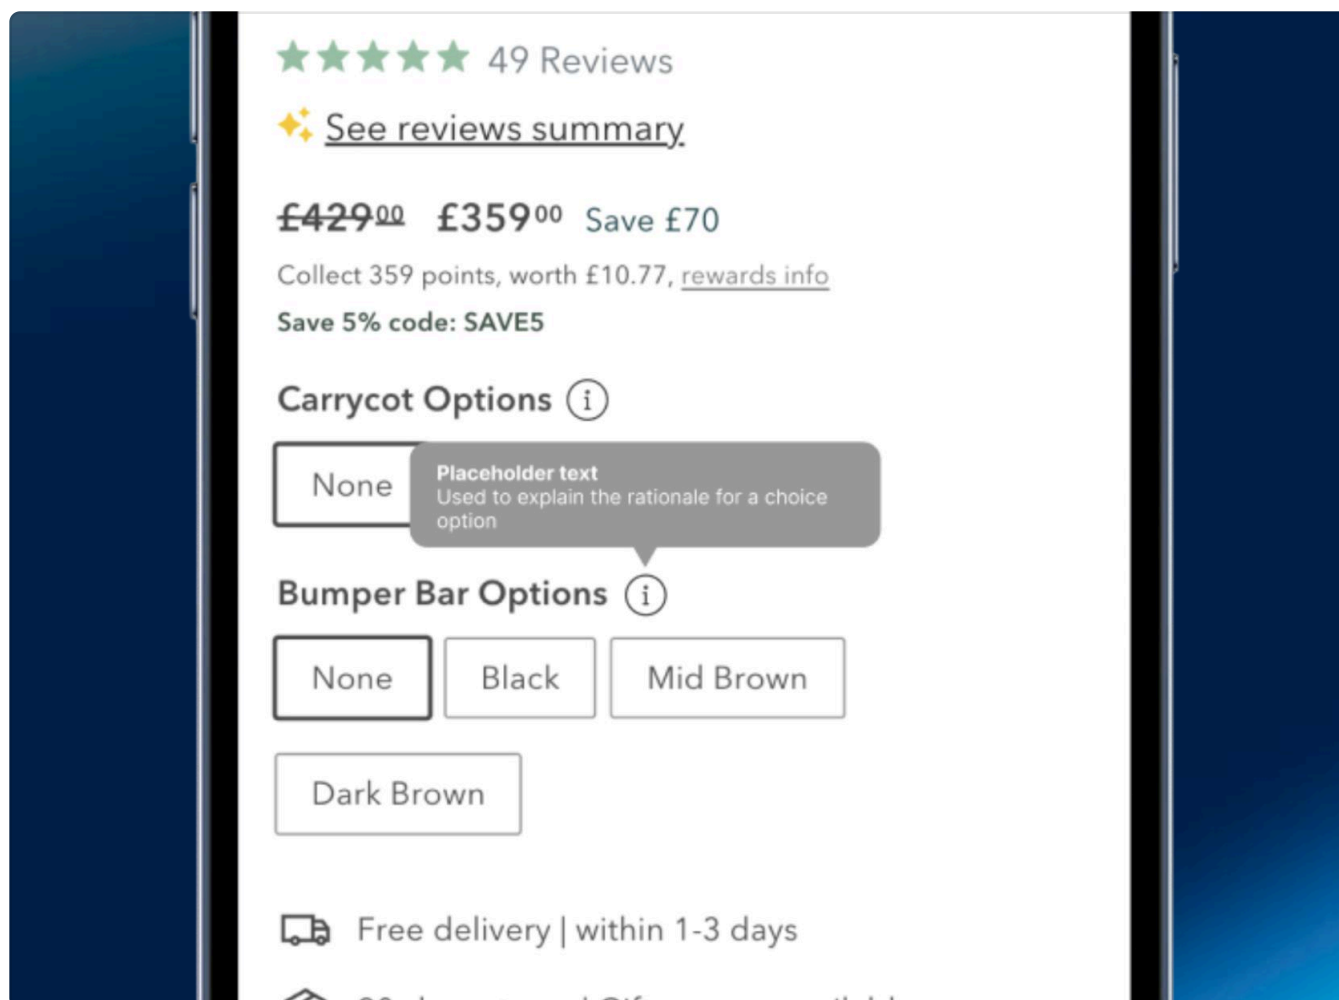 49 Reviews
See reviews summary
£429.00 £359.00 Save £70
Collect 359 points, worth £10.77, rewards info
Save 5% code: SAVE5
Carrycot Options i
None
Placeholder text
Used to explain the rationale for a choice
option
Bumper Bar Options i
None Black Mid Brown
Dark Brown
Free delivery | within 1-3 days